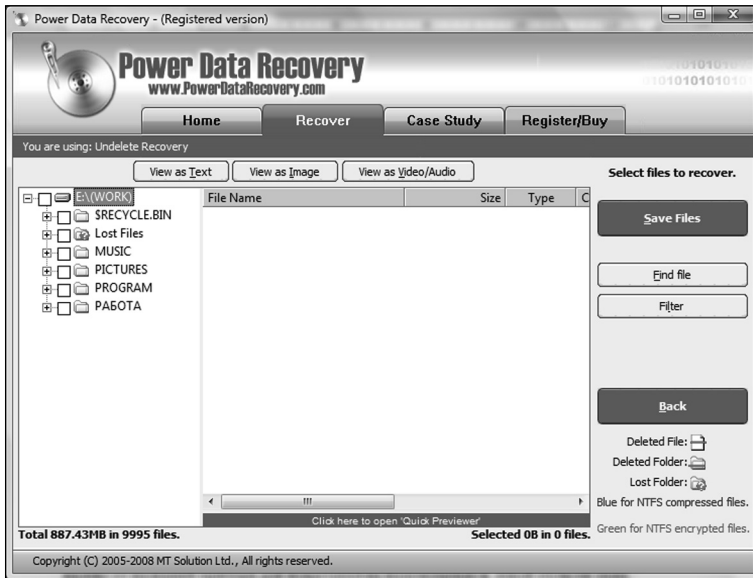 Power Data Recovery - (Registered version)
Power Data Recovery
www.PowerDataRecovery.com
Home
Recover
Case Study
Register/Buy
You are using: Undelete Recovery
View as Text
View as Image
View as Video/Audio
Select files to recover.
E:\(WORK)
$RECYCLE.BIN
Lost Files
MUSIC
PICTURES
PROGRAM
РАБОТА
File Name Size Type C
Save Files
Find file
Filter
Back
Deleted File:
Deleted Folder:
Lost Folder:
Blue for NTFS compressed files.
Green for NTFS encrypted files.
Click here to open 'Quick Previewer'
Total 887.43MB in 9995 files.
Selected 0B in 0 files.
Copyright (C) 2005-2008 MT Solution Ltd., All rights reserved.